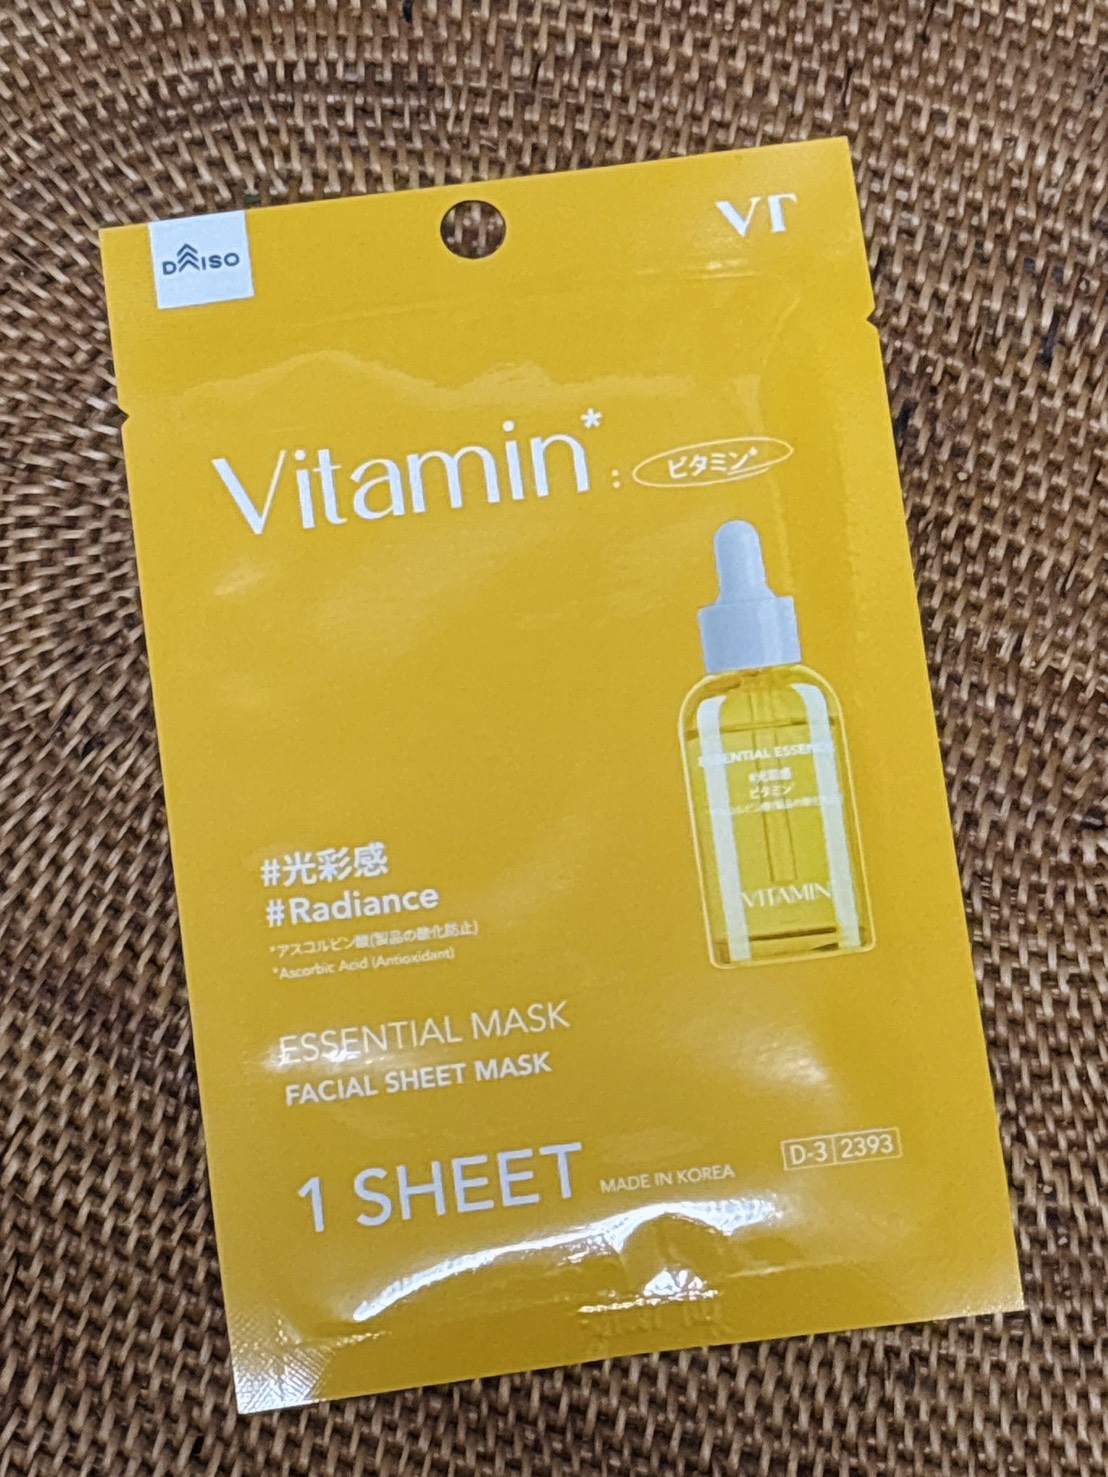 DAISO
VT
Vitamin* : ビタミン*
ESSENTIAL ESSENCE
#光彩感
ビタミン
VITAMIN
#光彩感
#Radiance
*アスコルビン酸(製品の酸化防止)
*Ascorbic Acid (Antioxidant)
ESSENTIAL MASK
FACIAL SHEET MASK
1 SHEET MADE IN KOREA
D-3 2393